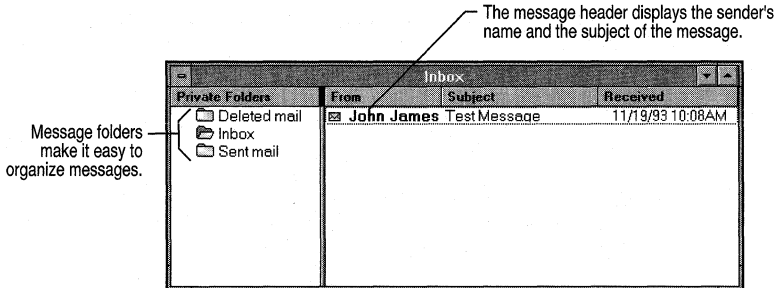 The message header displays the sender's
name and the subject of the message.
Inbox
Private Folders
From
Subject
Received
Deleted mail
Inbox
Sent mail
John James Test Message 11/19/93 10:08AM
Message folders
make it easy to
organize messages.